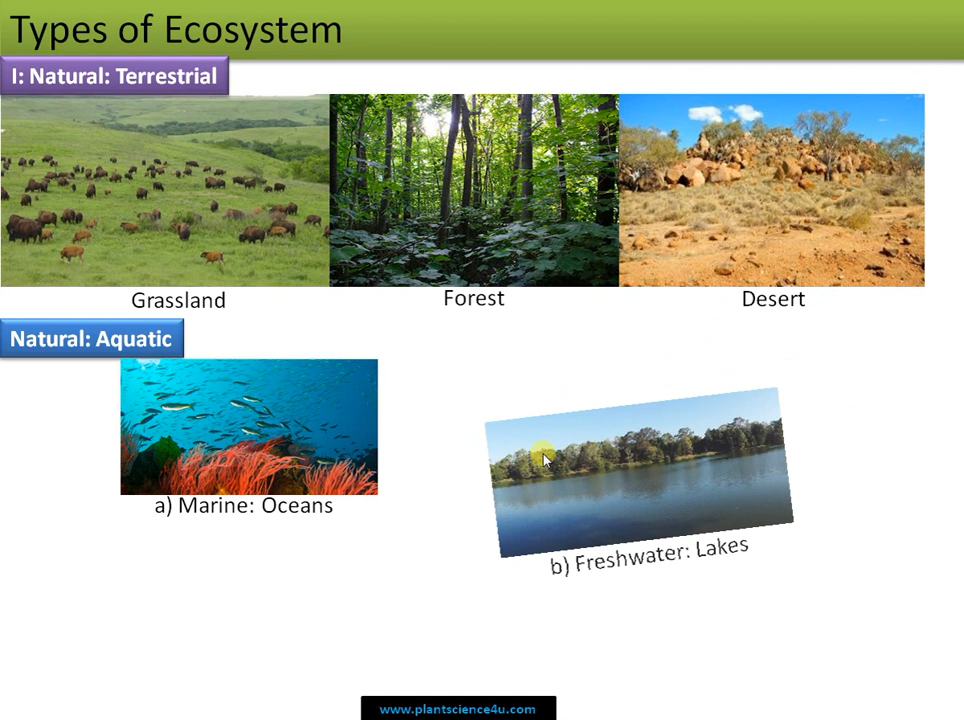 Types of Ecosystem
I: Natural: Terrestrial
Grassland
Forest
Desert
Natural: Aquatic
a) Marine: Oceans
b) Freshwater: Lakes
www.plantscience4u.com